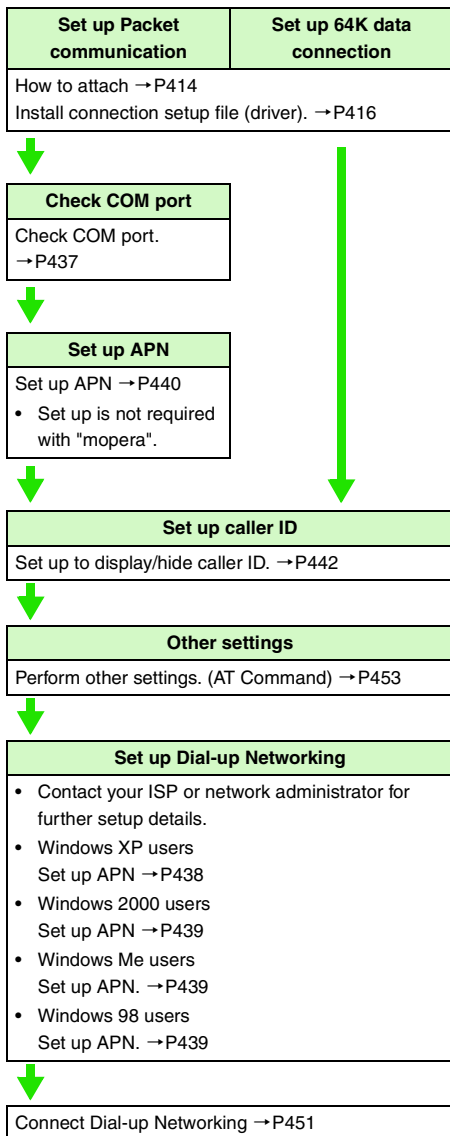 Set up Packet
communication
Set up 64K data
connection
How to attach →P414
Install connection setup file (driver). →P416
Check COM port
Check COM port.
→P437
Set up APN
Set up APN →P440
• Set up is not required
with "mopera".
Set up caller ID
Set up to display/hide caller ID. →P442
Other settings
Perform other settings. (AT Command) →P453
Set up Dial-up Networking
• Contact your ISP or network administrator for
further setup details.
• Windows XP users
Set up APN →P438
• Windows 2000 users
Set up APN →P439
• Windows Me users
Set up APN. →P439
• Windows 98 users
Set up APN. →P439
Connect Dial-up Networking →P451